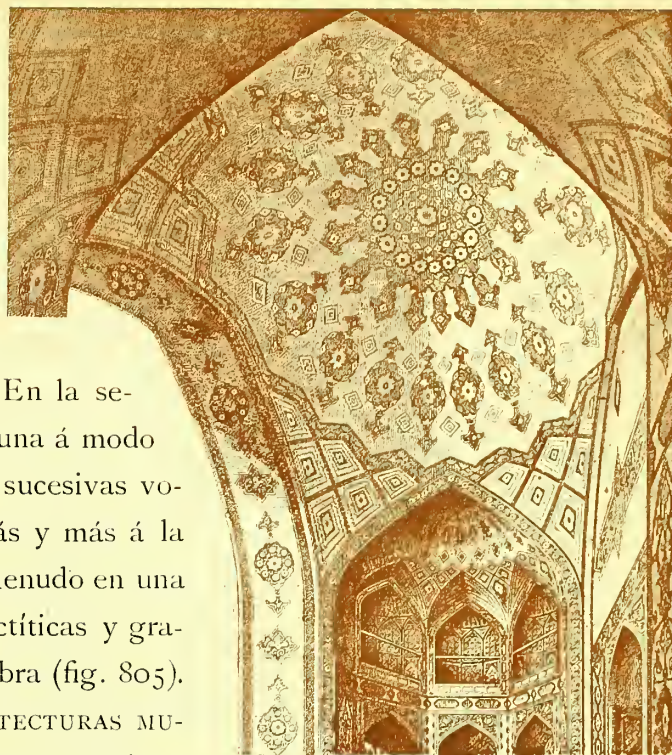 En la se-
una á modo
sucesivas vo-
ás y más á la
enudo en una
ctíticas y gra-
bra (fig. 805).
TECTURAS MU-